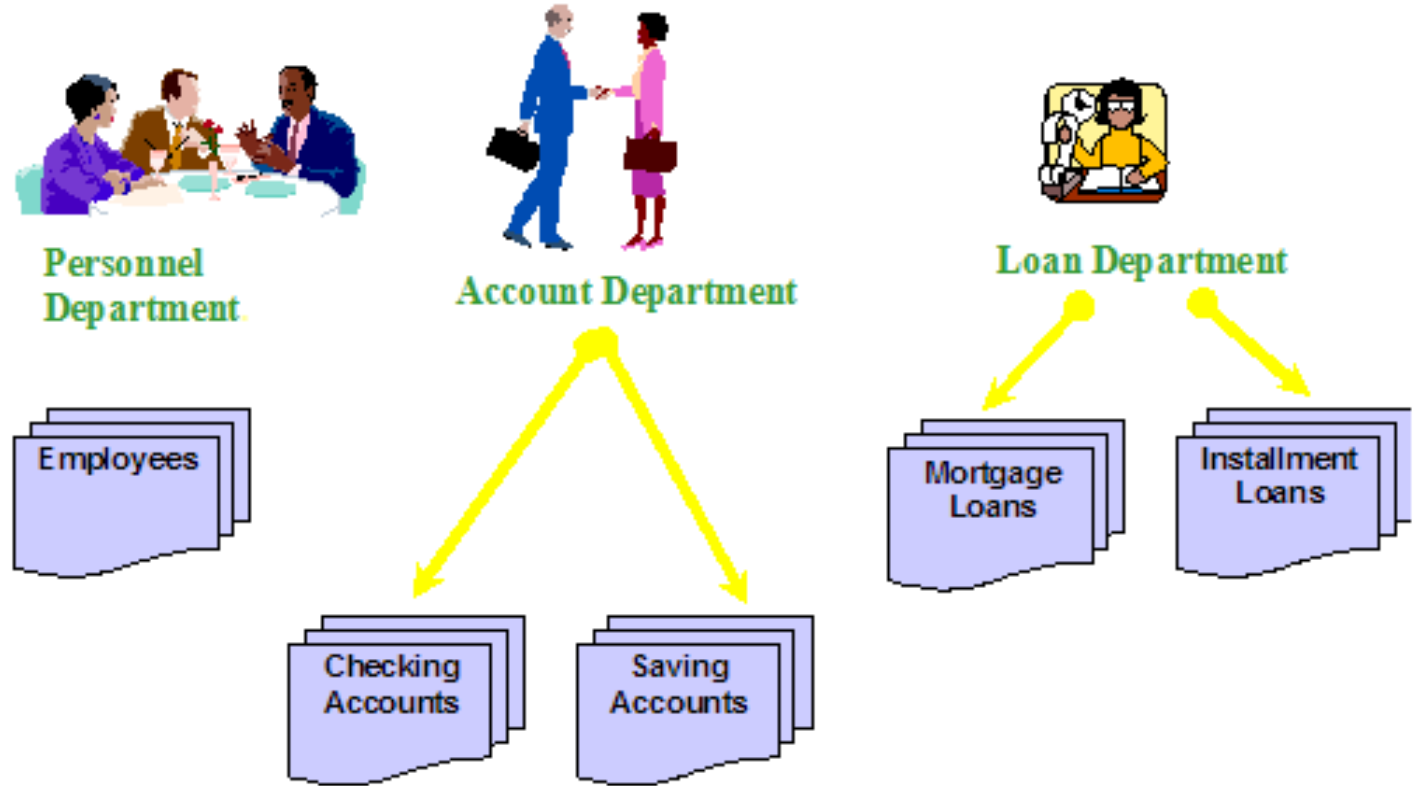 Personnel
Department.
Account Department
Loan Department
Employees
Mortgage
Loans
Installment
Loans
Checking
Accounts
Saving
Accounts